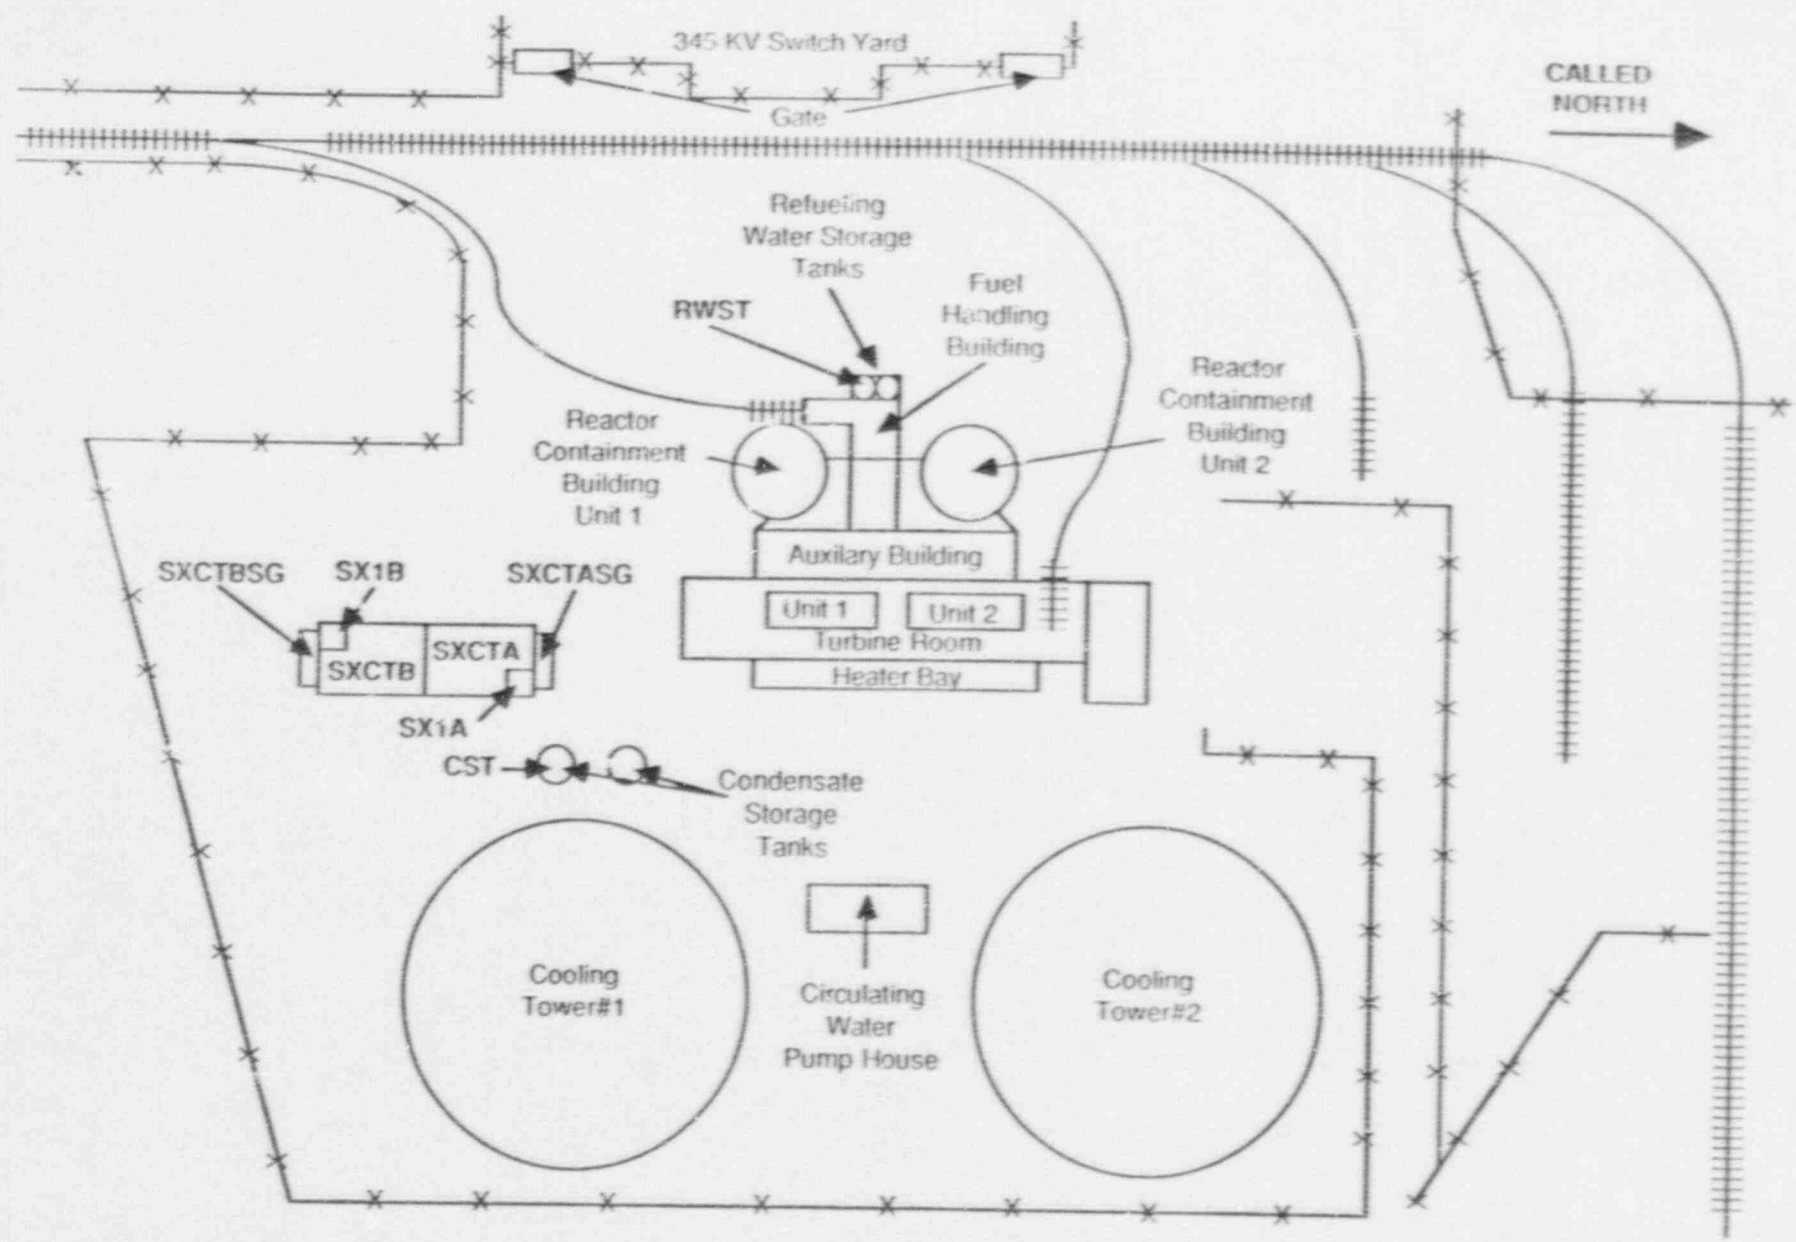 345 KV Switch Yard
Gate
CALLED
NORTH
Refueling
Water Storage
Tanks
RWST
Fuel
Handling
Building
Reactor
Containment
Building
Unit 1
Reactor
Containment
Building
Unit 2
Auxilary Building
Unit 1
Unit 2
Turbine Room
Heater Bay
SXCTBSG
SX1B
SXCTASG
SXCTB
SXCTA
SX1A
CST
Condensate
Storage
Tanks
Cooling
Tower#1
Circulating
Water
Pump House
Cooling
Tower#2